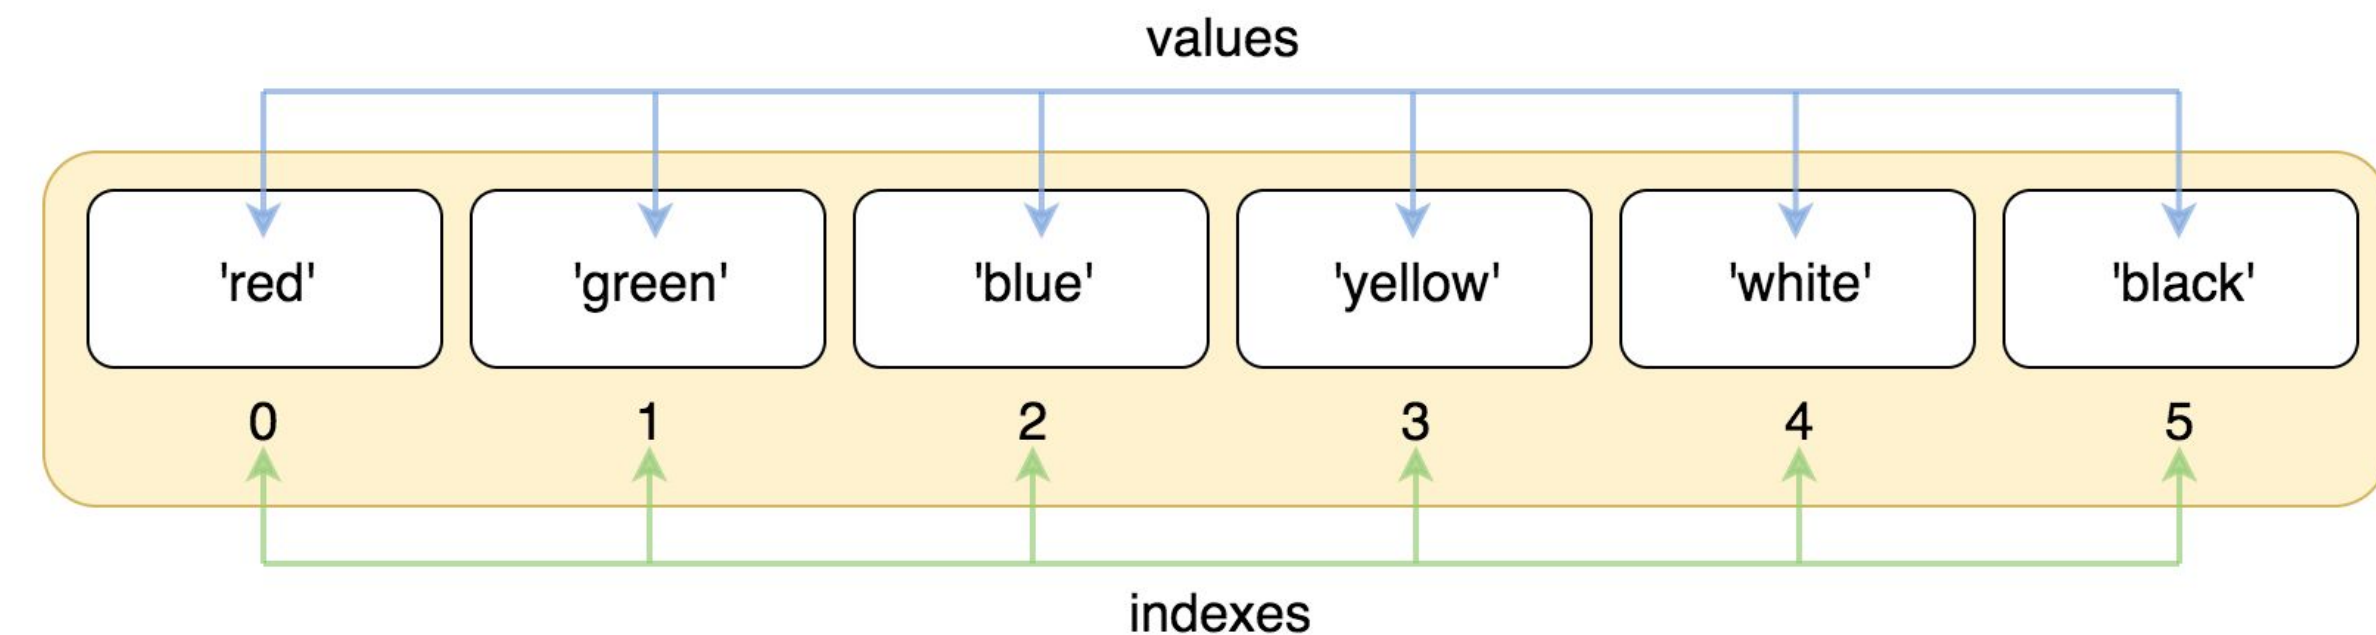 values
'red' 'green' 'blue' 'yellow' 'white' 'black'
0 1 2 3 4 5
indexes